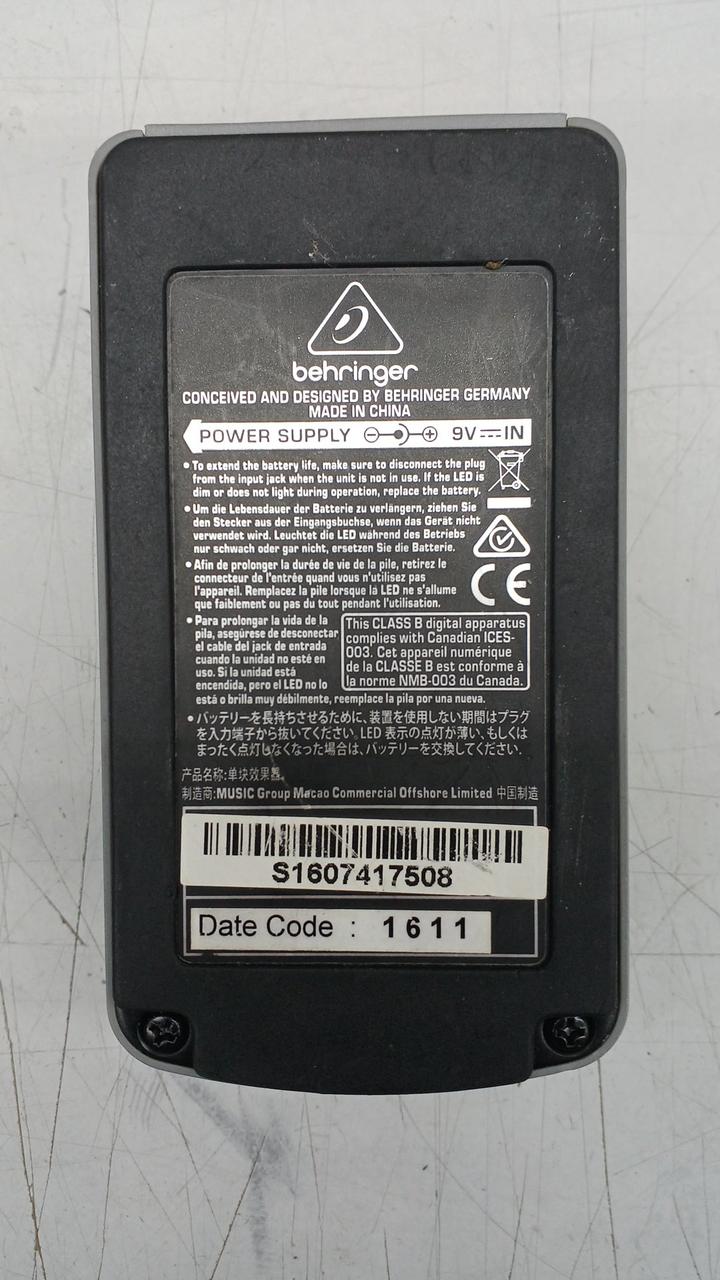 behringer
CONCEIVED AND DESIGNED BY BEHRINGER GERMANY
MADE IN CHINA
POWER SUPPLY 9V IN
• To extend the battery life, make sure to disconnect the plug
from the input jack when the unit is not in use. If the LED is
dim or does not light during operation, replace the battery.
• Um die Lebensdauer der Batterie zu verlängern, ziehen Sie
den Stecker aus der Eingangsbuchse, wenn das Gerät nicht
verwendet wird. Leuchtet die LED während des Betriebs
nur schwach oder gar nicht, ersetzen Sie die Batterie.
• Afin de prolonger la durée de vie de la pile, retirez le
connecteur de l'entrée quand vous n'utilizez pas
l'appareil. Remplacez la pile lorsque là LED ne s'allume
que faiblement ou pas du tout pendant l'utilisation.
• Para prolongar la vida de la
pila, asegúrese de desconectar
el cable del jack de entrada
cuando la unidad no esté en
uso. Si la unidad está
encendida, pero el LED no lo
está o brilla muy débilmente, reemplace la pila por una nueva.
This CLASS B digital apparatus
complies with Canadian ICES-
003. Cet appareil numérique
de la CLASSE B est conforme à
la norme NMB-003 du Canada.
• バッテリーを長持ちさせるために、装置を使用しない期間はプラグ
を入力端子から抜いてください。LED 表示の点灯が薄い、もしくは
まったく点灯しなくなった場合は、バッテリーを交換してください.
产品名称:单块效果器
制造商:MUSIC Group Macao Commercial Offshore Limited 中国制造
S1607417508
Date Code : 1611